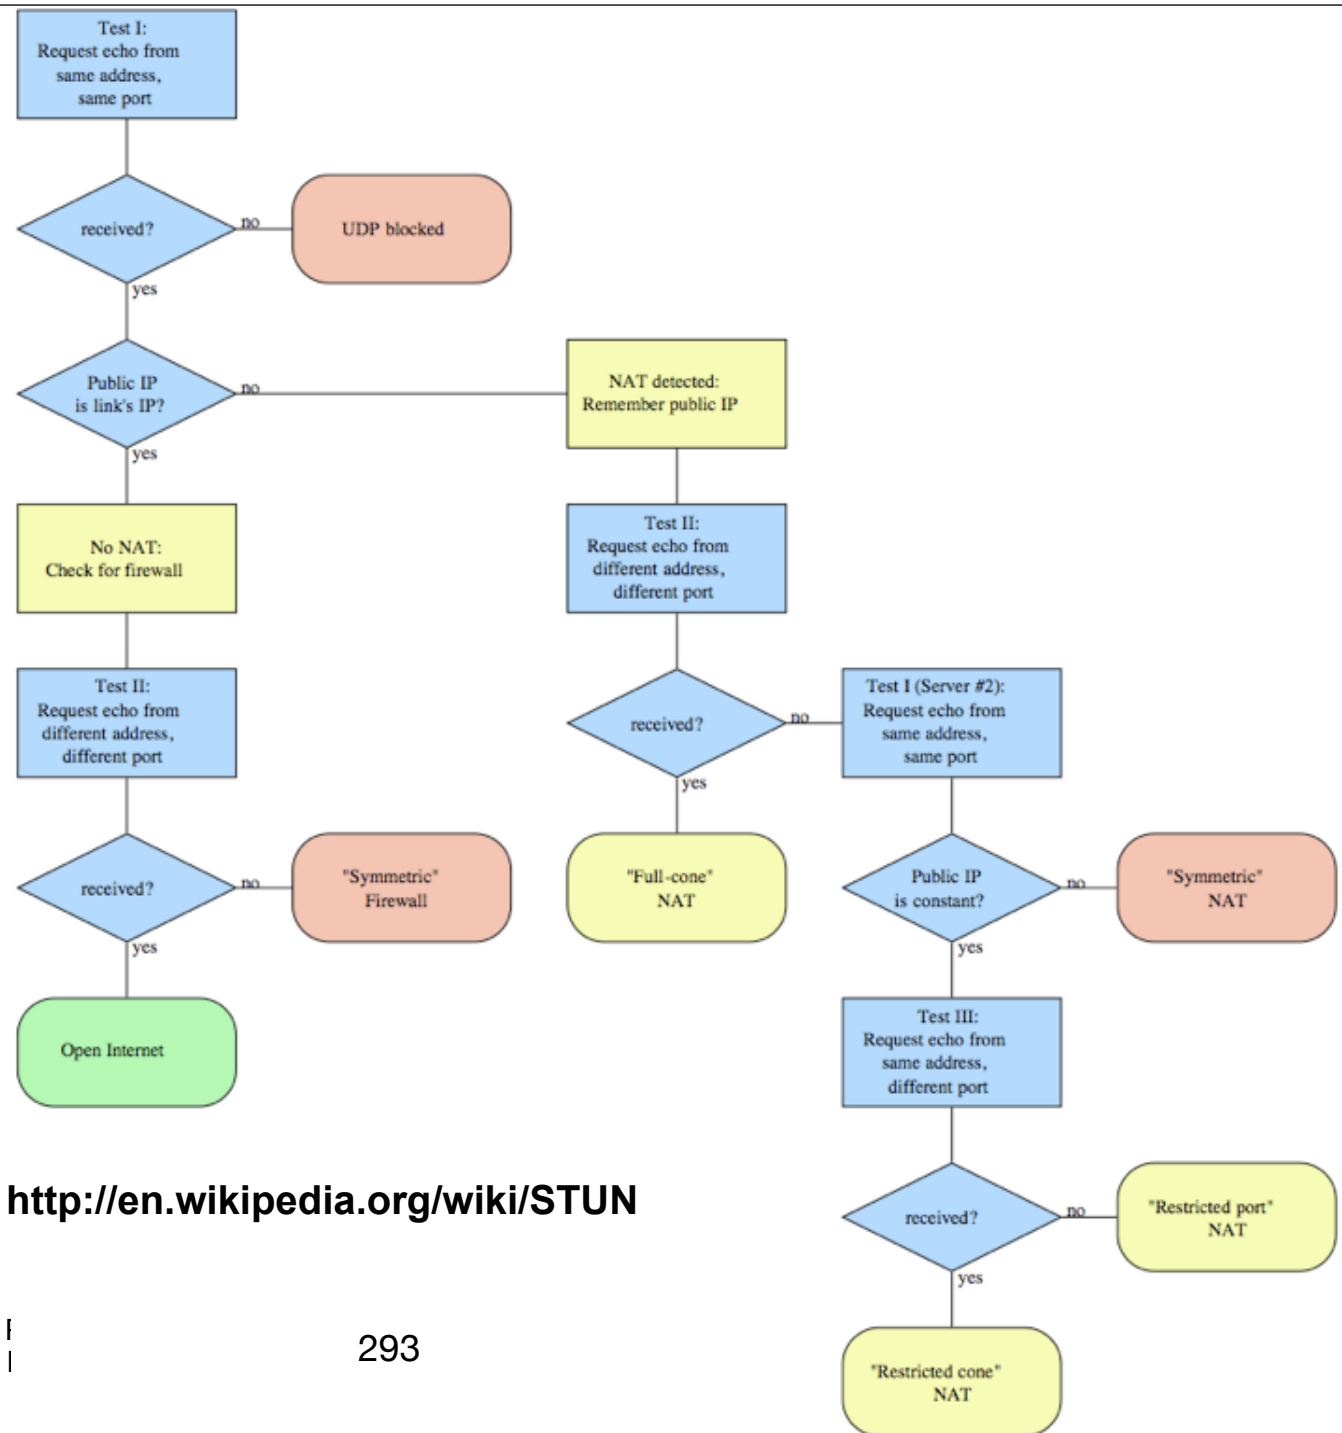 Test I:
Request echo from
same address,
same port
received?
no
UDP blocked
yes
Public IP
is link's IP?
no
NAT detected:
Remember public IP
yes
No NAT:
Check for firewall
Test II:
Request echo from
different address,
different port
Test II:
Request echo from
different address,
different port
received?
no
Test I (Server #2):
Request echo from
same address,
same port
yes
received?
no
"Symmetric"
Firewall
"Full-cone"
NAT
Public IP
is constant?
no
"Symmetric"
NAT
yes
yes
Open Internet
Test III:
Request echo from
same address,
different port
http://en.wikipedia.org/wiki/STUN
received?
no
"Restricted port"
NAT
yes
293
"Restricted cone"
NAT